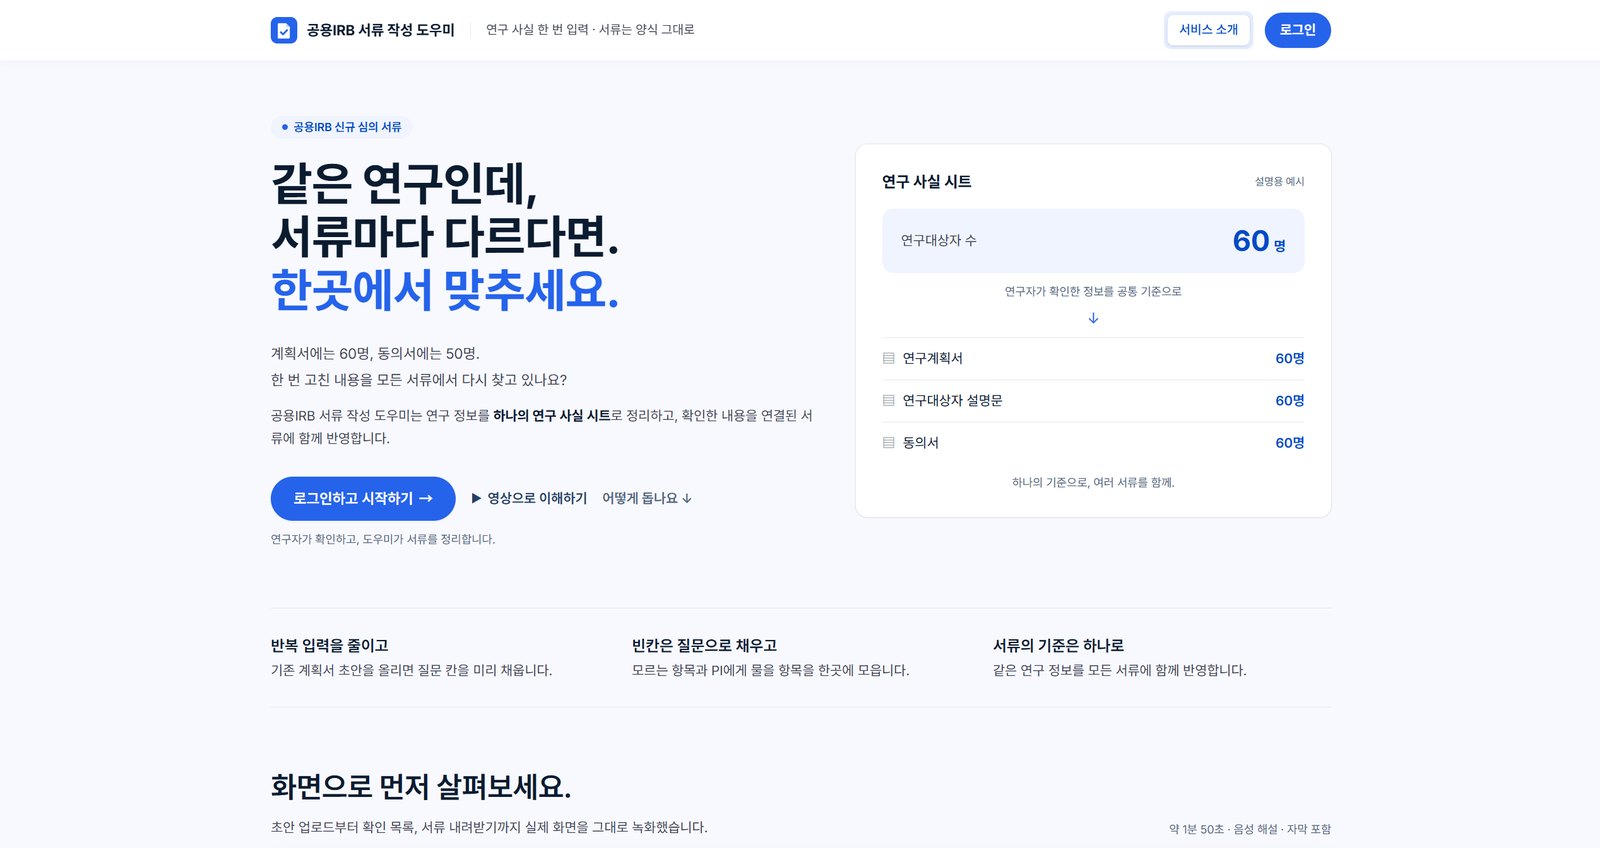 공용IRB 서류 작성 도우미
연구 사실 한 번 입력 · 서류는 양식 그대로
서비스 소개
로그인
공용IRB 신규 심의 서류
같은 연구인데,
서류마다 다르다면.
한곳에서 맞추세요.
계획서에는 60명, 동의서에는 50명.
한 번 고친 내용을 모든 서류에서 다시 찾고 있나요?
공용IRB 서류 작성 도우미는 연구 정보를 하나의 연구 사실 시트로 정리하고, 확인한 내용을 연결된 서
류에 함께 반영합니다.
로그인하고 시작하기 →
▶ 영상으로 이해하기
어떻게 돕나요 ↓
연구자가 확인하고, 도우미가 서류를 정리합니다.
연구 사실 시트
설명용 예시
연구대상자 수
60 명
연구자가 확인한 정보를 공통 기준으로
↓
연구계획서
60명
연구대상자 설명문
60명
동의서
60명
하나의 기준으로, 여러 서류를 함께.
반복 입력을 줄이고
기존 계획서 초안을 올리면 질문 칸을 미리 채웁니다.
빈칸은 질문으로 채우고
모르는 항목과 PI에게 물을 항목을 한곳에 모읍니다.
서류의 기준은 하나로
같은 연구 정보를 모든 서류에 함께 반영합니다.
화면으로 먼저 살펴보세요.
초안 업로드부터 확인 목록, 서류 내려받기까지 실제 화면을 그대로 녹화했습니다.
약 1분 50초 · 음성 해설 · 자막 포함